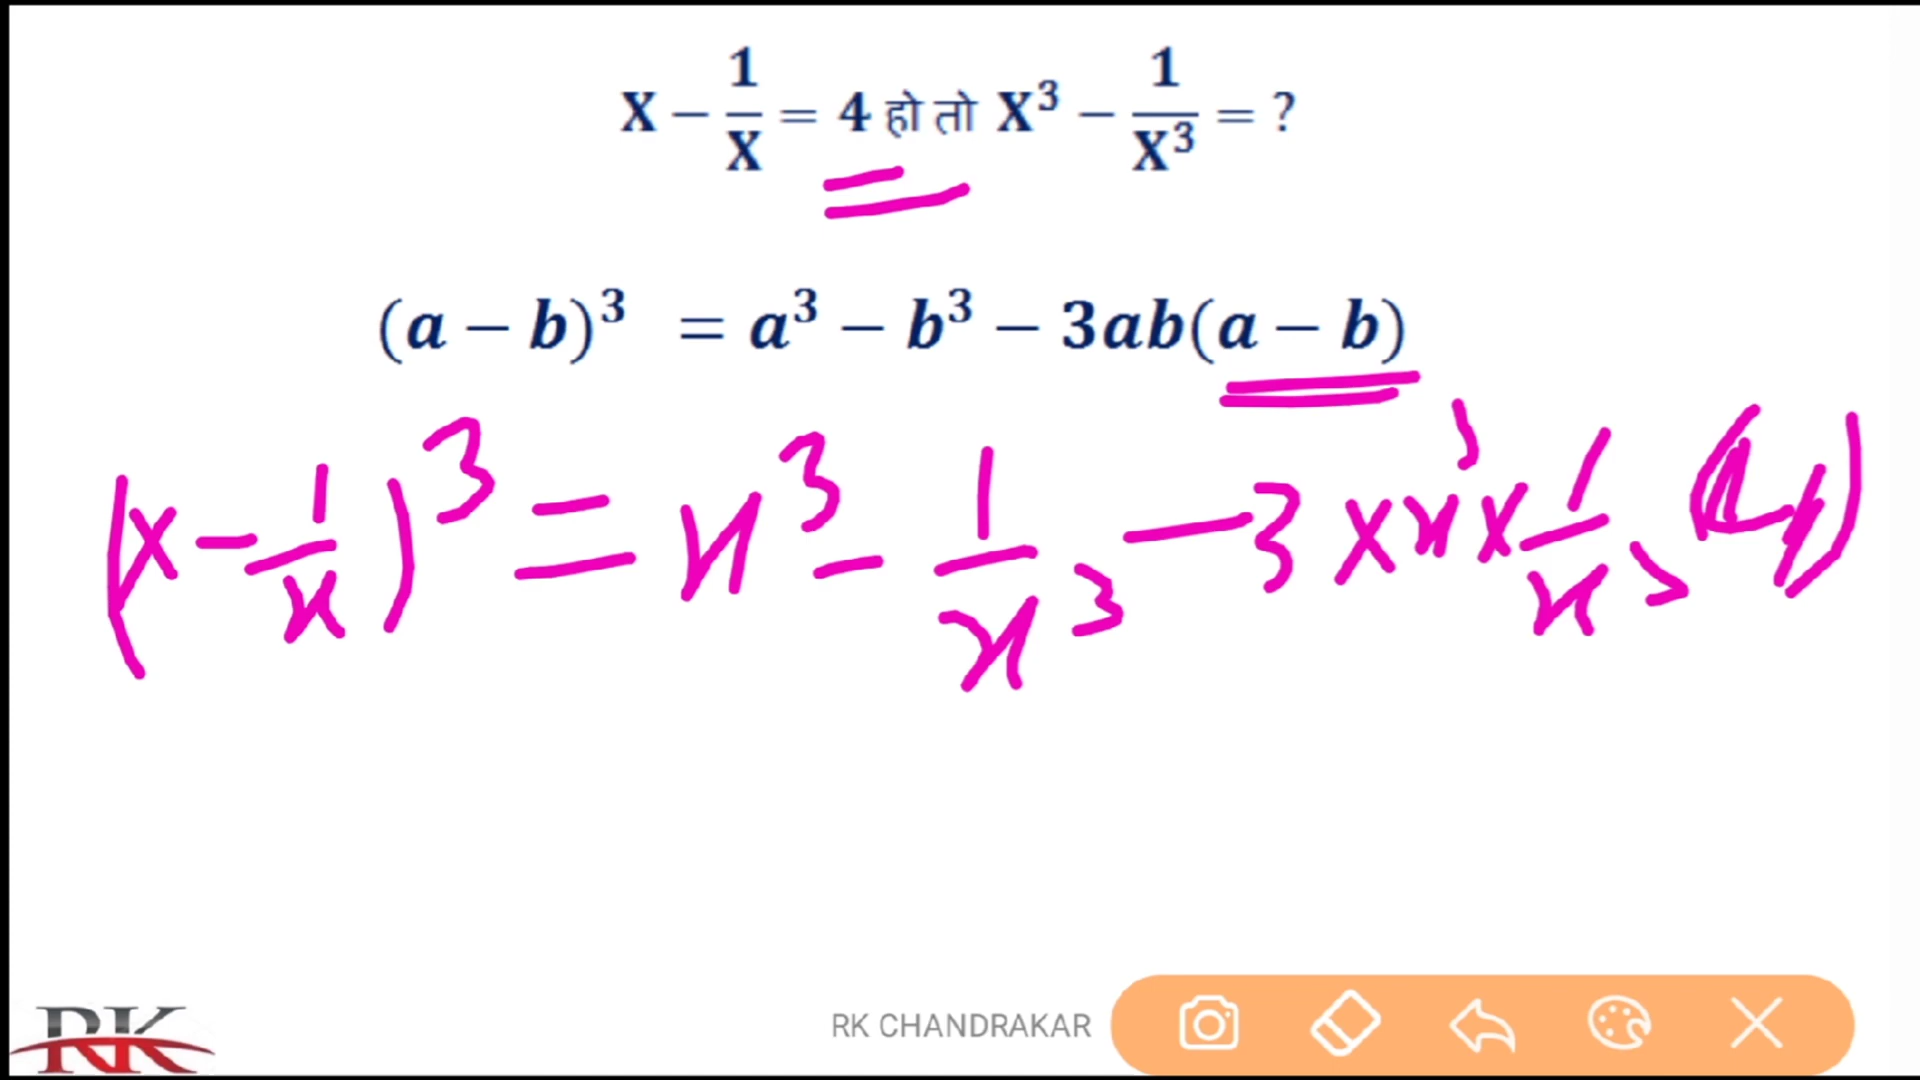 X − 1/X = 4 हो तो X³ − 1/X³ = ?
(a − b)³ = a³ − b³ − 3ab(a − b)
(x − 1/x)³ = x³ − 1/x³ − 3 × x × 1/x (4)
RK CHANDRAKAR
RK